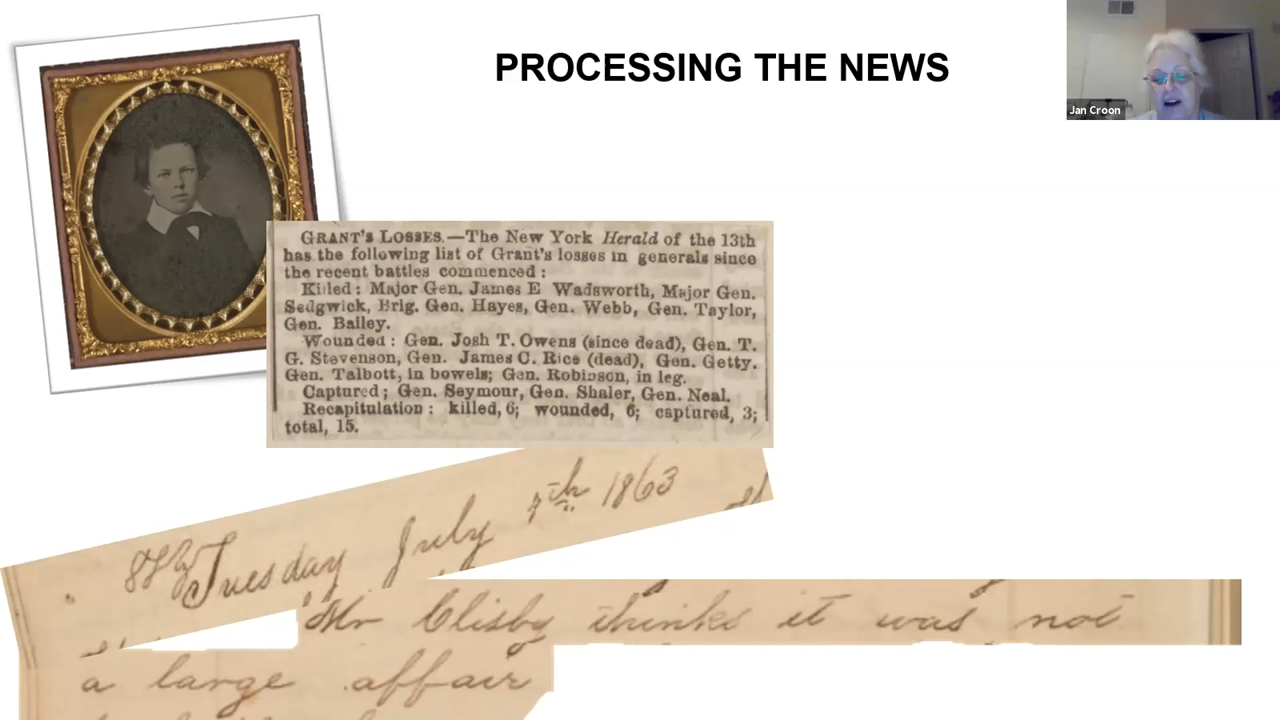 PROCESSING THE NEWS
Jan Croon
GRANT'S LOSSES.—The New York Herald of the 13th
has the following list of Grant's losses in generals since
the recent battles commenced:
Killed: Major Gen. James E Wadsworth, Major Gen.
Sedgwick, Brig. Gen. Hayes, Gen. Webb, Gen. Taylor,
Gen. Bailey.
Wounded: Gen. Josh T. Owens (since dead), Gen. T.
G. Stevenson, Gen. James C. Rice (dead), Gen. Getty.
Gen. Talbott, in bowels; Gen. Robinson, in leg.
Captured; Gen. Seymour, Gen. Shaler, Gen. Neal.
Recapitulation: killed, 6; wounded, 6; captured, 3;
total, 15.
Tuesday July 7th 1863
Mr Clisby thinks it was not
a large affair